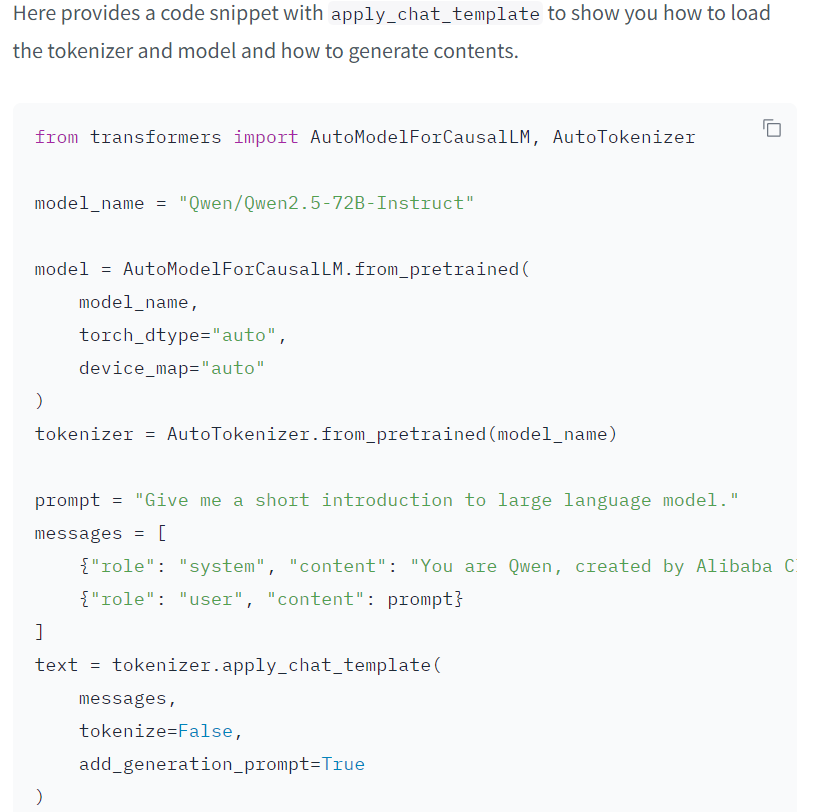 Here provides a code snippet with apply_chat_template to show you how to load
the tokenizer and model and how to generate contents.
from transformers import AutoModelForCausalLM, AutoTokenizer
model_name = "Qwen/Qwen2.5-72B-Instruct"
model = AutoModelForCausalLM.from_pretrained(
    model_name,
    torch_dtype="auto",
    device_map="auto"
)
tokenizer = AutoTokenizer.from_pretrained(model_name)
prompt = "Give me a short introduction to large language model."
messages = [
    {"role": "system", "content": "You are Qwen, created by Alibaba C
    {"role": "user", "content": prompt}
]
text = tokenizer.apply_chat_template(
    messages,
    tokenize=False,
    add_generation_prompt=True
)